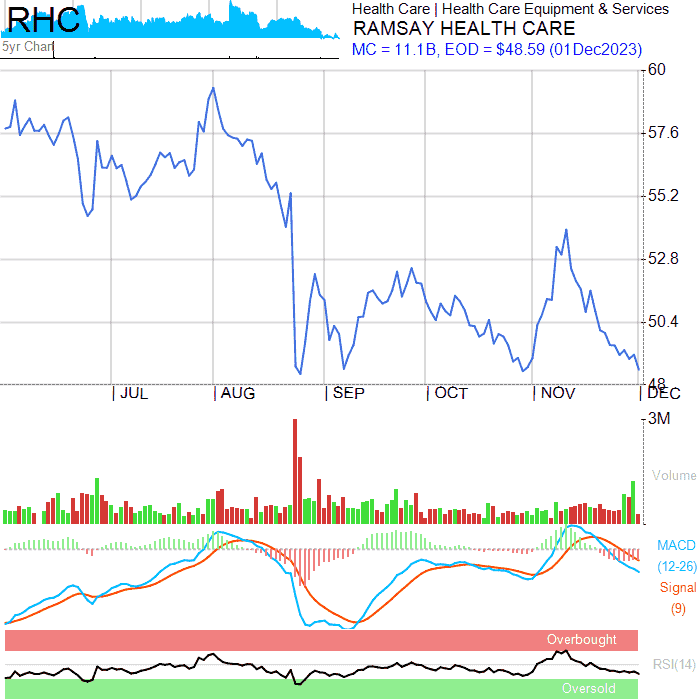 RHC
5yr Chart
Health Care | Health Care Equipment & Services
RAMSAY HEALTH CARE
MC = 11.1B, EOD = $48.59 (01Dec2023)
60
57.6
55.2
52.8
50.4
48
JUL
AUG
SEP
OCT
NOV
DEC
3M
Volume
MACD
(12-26)
Signal
(9)
Overbought
RSI(14)
Oversold